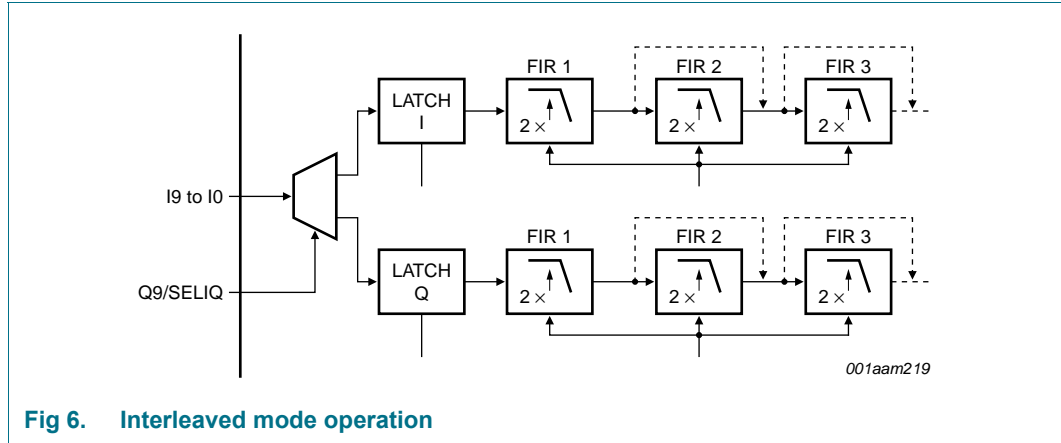 FIR 1 FIR 2 FIR 3
LATCH
I
2 × 2 × 2 ×
I9 to I0
FIR 1 FIR 2 FIR 3
LATCH
Q
Q9/SELIQ
2 × 2 × 2 ×
001aam219
Fig 6. Interleaved mode operation